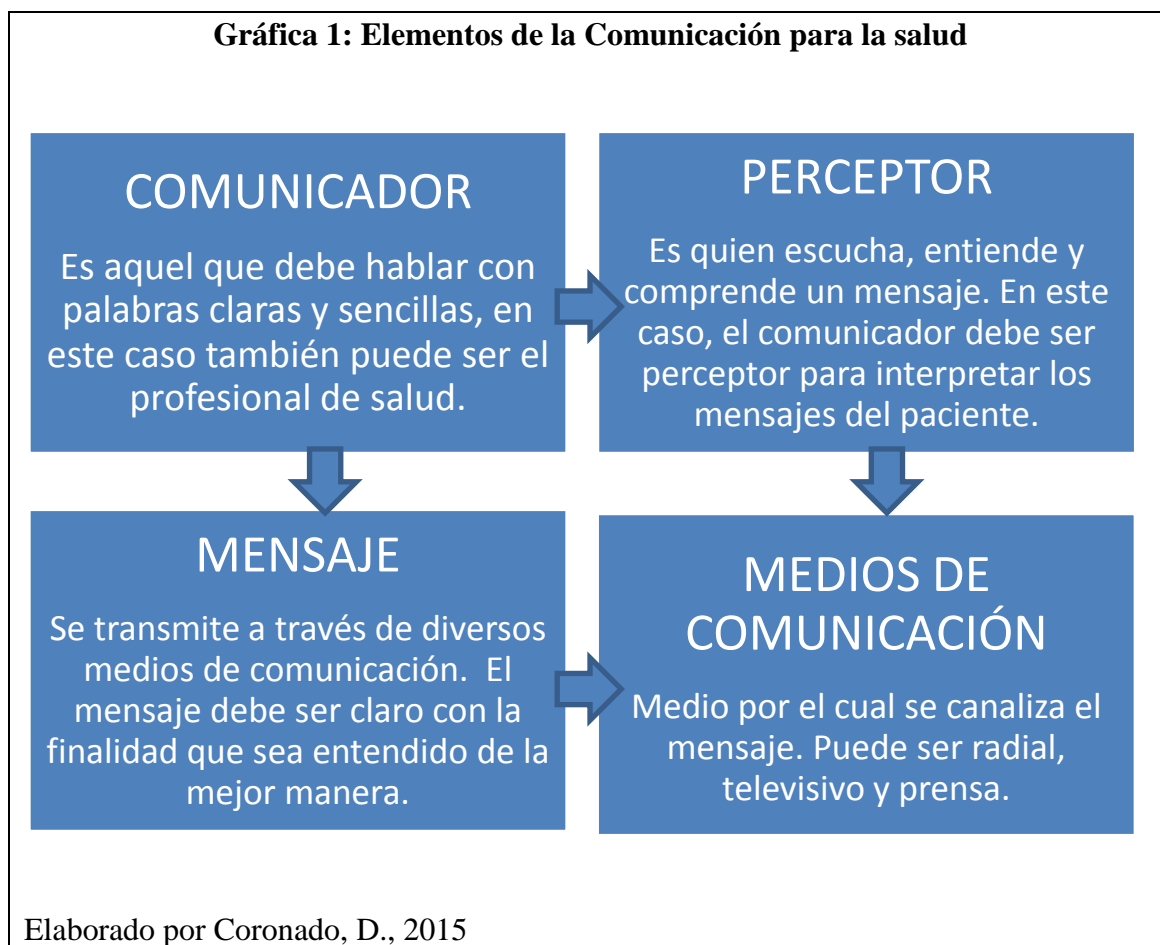 Gráfica 1: Elementos de la Comunicación para la salud
COMUNICADOR
Es aquel que debe hablar con
palabras claras y sencillas, en
este caso también puede ser el
profesional de salud.
PERCEPTOR
Es quien escucha, entiende y
comprende un mensaje. En este
caso, el comunicador debe ser
perceptor para interpretar los
mensajes del paciente.
MENSAJE
Se transmite a través de diversos
medios de comunicación.  El
mensaje debe ser claro con la
finalidad que sea entendido de la
mejor manera.
MEDIOS DE
COMUNICACIÓN
Medio por el cual se canaliza el
mensaje. Puede ser radial,
televisivo y prensa.
Elaborado por Coronado, D., 2015